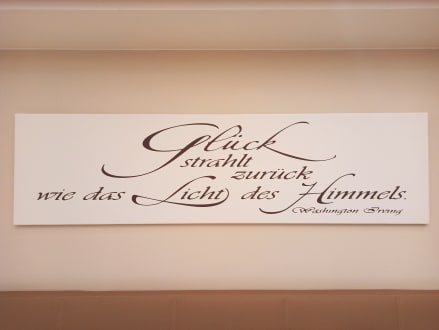 Glück
strahlt
zurück
wie das Licht des Himmels.
Washington Irving